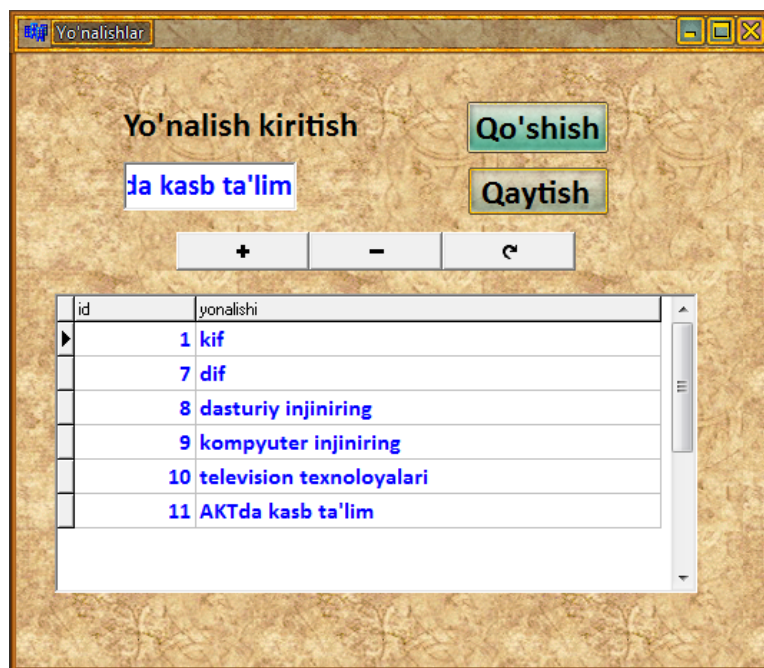 Yo'nalishlar
Yo'nalish kiritish
Qo'shish
da kasb ta'lim
Qaytish
id yonalishi
1 kif
7 dif
8 dasturiy injiniring
9 kompyuter injiniring
10 television texnoloyalari
11 AKTda kasb ta'lim